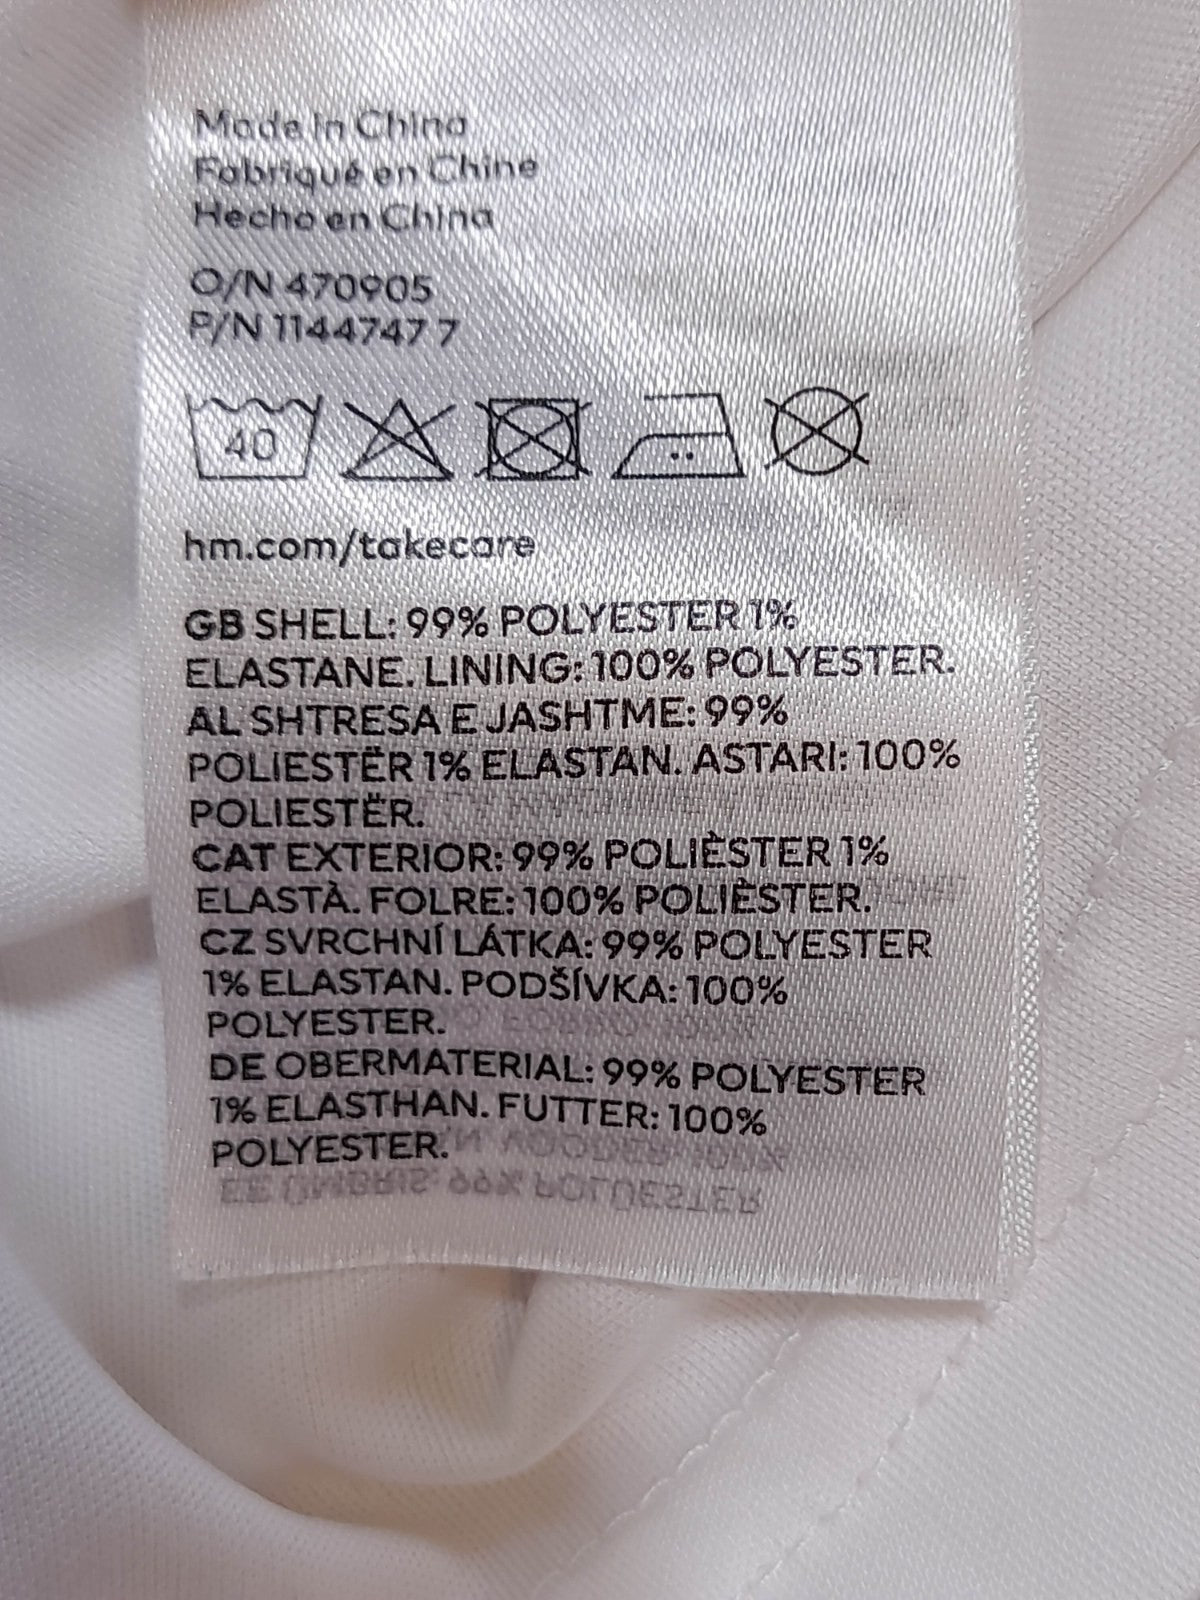 Made in China
Fabriqué en Chine
Hecho en China
O/N 470905
P/N 11447477
40
hm.com/takecare
GB SHELL: 99% POLYESTER 1%
ELASTANE. LINING: 100% POLYESTER.
AL SHTRESA E JASHTME: 99%
POLIESTËR 1% ELASTAN. ASTARI: 100%
POLIESTËR.
CAT EXTERIOR: 99% POLIÈSTER 1%
ELASTÀ. FOLRE: 100% POLIÈSTER.
CZ SVRCHNÍ LÁTKA: 99% POLYESTER
1% ELASTAN. PODŠÍVKA: 100%
POLYESTER.
DE OBERMATERIAL: 99% POLYESTER
1% ELASTHAN. FUTTER: 100%
POLYESTER.